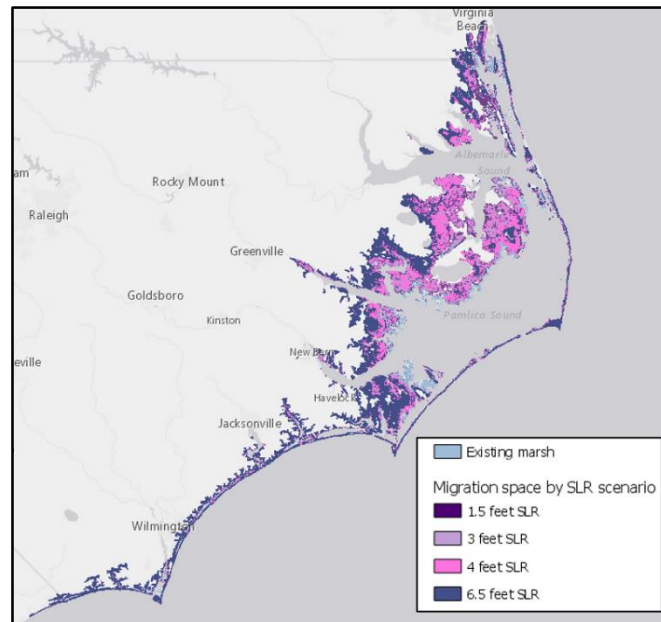 Virginia
Beach
Albemarle
Sound
Rocky Mount
am
Raleigh
Greenville
Goldsboro
Kinston
Pamlico Sound
New Bern
eville
Havelock
Jacksonville
Wilmington
Existing marsh
Migration space by SLR scenario
1.5 feet SLR
3 feet SLR
4 feet SLR
6.5 feet SLR